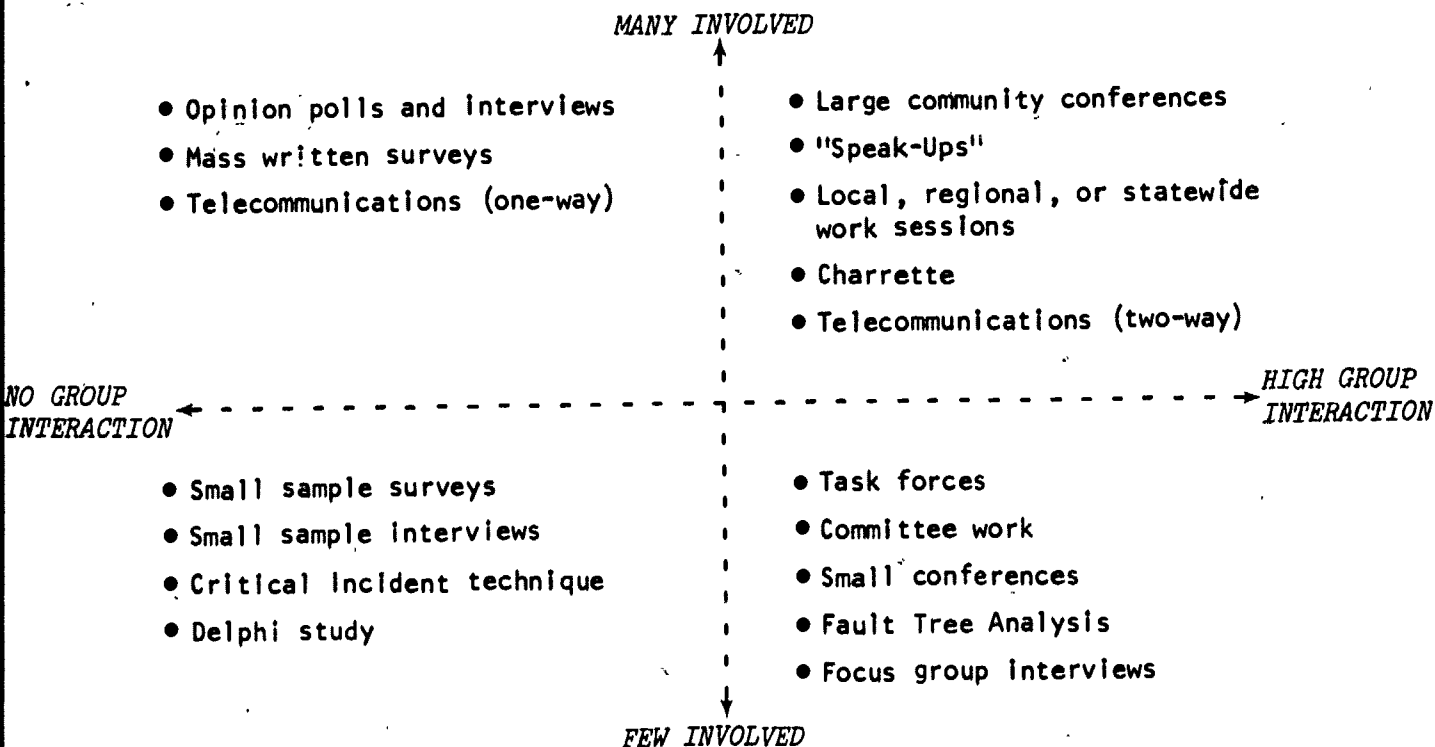 MANY INVOLVED
● Opinion polls and interviews
● Mass written surveys
● Telecommunications (one-way)
● Large community conferences
● "Speak-Ups"
● Local, regional, or statewide
work sessions
● Charrette
● Telecommunications (two-way)
NO GROUP
INTERACTION
HIGH GROUP
INTERACTION
● Small sample surveys
● Small sample interviews
● Critical incident technique
● Delphi study
● Task forces
● Committee work
● Small conferences
● Fault Tree Analysis
● Focus group interviews
FEW INVOLVED